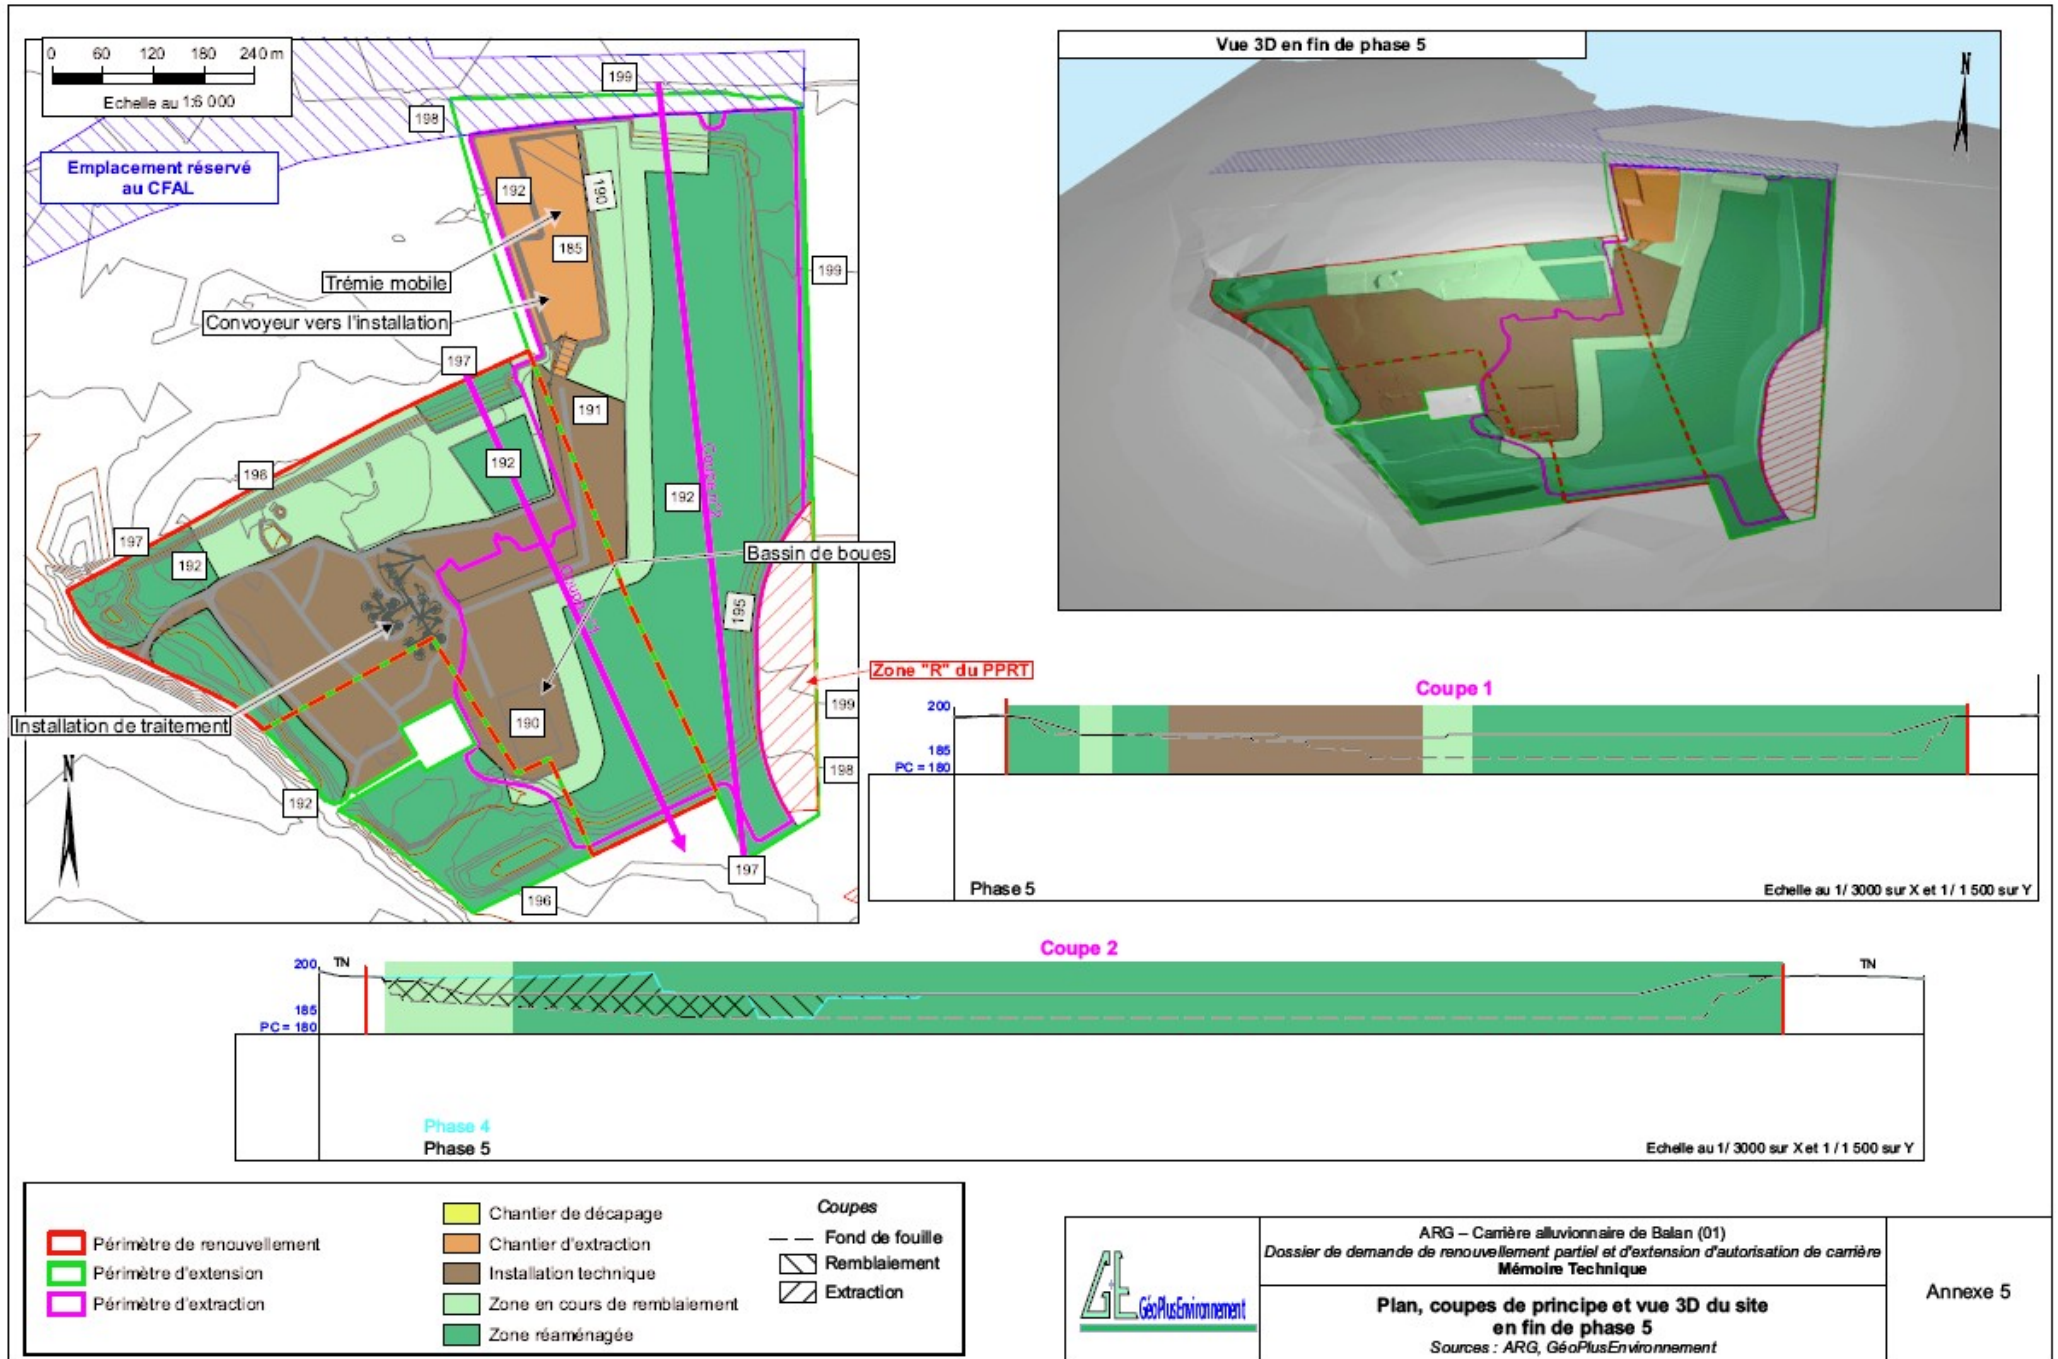 0 60 120 180 240 m
Echelle au 1:6 000
Emplacement réservé
au CFAL
199
198
192
190
185
Trémie mobile
Convoyeur vers l'installation
199
197
191
192
198
192
Coupe n°2
197
192
Bassin de boues
Coupe n°1
195
Zone "R" du PPRT
Installation de traitement
190
199
198
192
197
196
N
Vue 3D en fin de phase 5
N
Coupe 1
200
185
PC = 180
Phase 5
Echelle au 1/ 3000 sur X et 1/ 1 500 sur Y
Coupe 2
200
TN
TN
185
PC = 180
Phase 4
Phase 5
Echelle au 1/ 3000 sur X et 1 / 1 500 sur Y
Périmètre de renouvellement
Périmètre d'extension
Périmètre d'extraction
Chantier de décapage
Chantier d'extraction
Installation technique
Zone en cours de remblaiement
Zone réaménagée
Coupes
Fond de fouille
Remblaiement
Extraction
GéoPlusEnvironnement
ARG – Carrière alluvionnaire de Balan (01)
Dossier de demande de renouvellement partiel et d'extension d'autorisation de carrière
Mémoire Technique
Plan, coupes de principe et vue 3D du site
en fin de phase 5
Sources : ARG, GéoPlusEnvironnement
Annexe 5